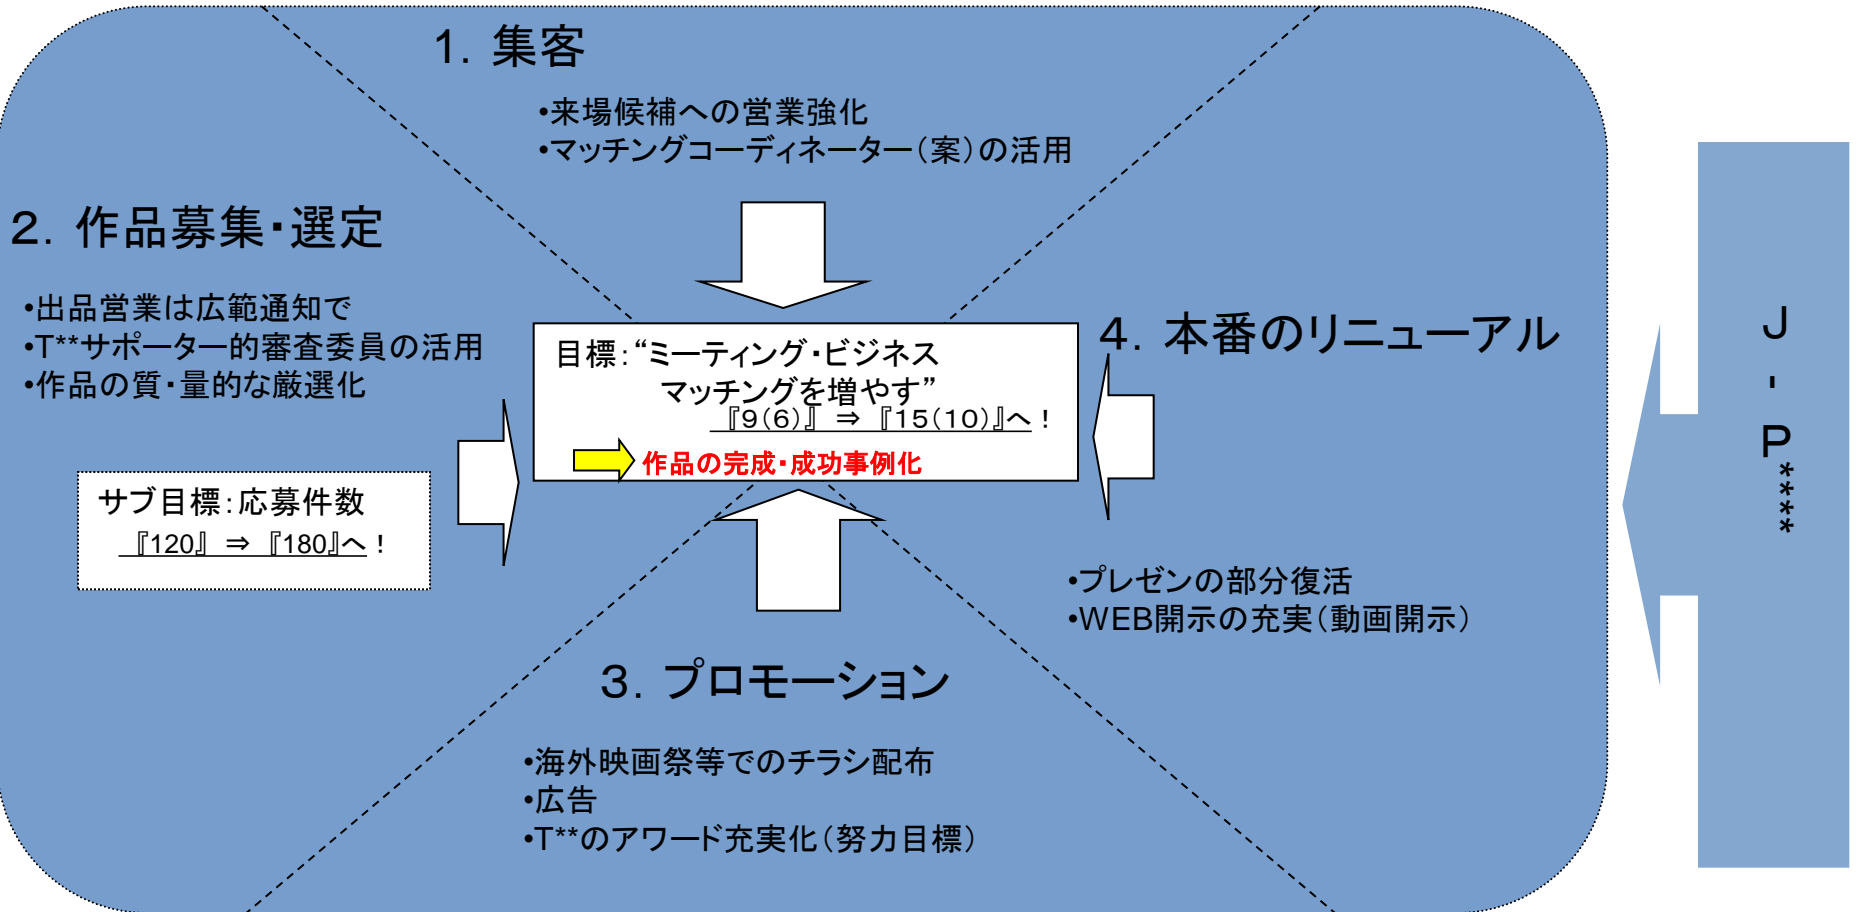 1. 集客
•来場候補への営業強化
•マッチングコーディネーター（案）の活用
２. 作品募集・選定
•出品営業は広範通知で
•T**サポーター的審査委員の活用
•作品の質・量的な厳選化
サブ目標：応募件数
『120』 ⇒ 『180』へ！
目標：“ミーティング・ビジネス
マッチングを増やす”
『９(６)』 ⇒ 『15(10)』へ！
作品の完成・成功事例化
４. 本番のリニューアル
•プレゼンの部分復活
•WEB開示の充実（動画開示）
３. プロモーション
•海外映画祭等でのチラシ配布
•広告
•T**のアワード充実化（努力目標）
Ｊ-Ｐ****